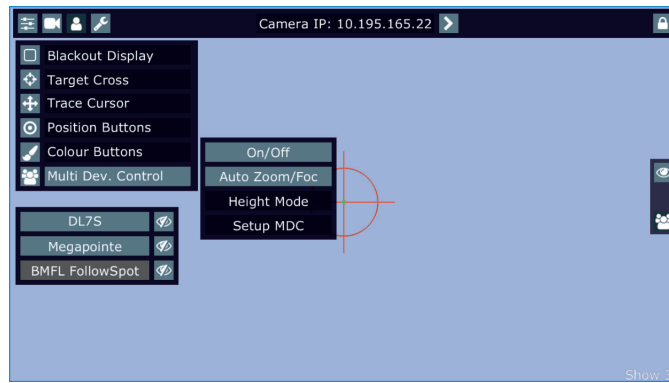 Camera IP: 10.195.165.22
Blackout Display
Target Cross
Trace Cursor
Position Buttons
Colour Buttons
Multi Dev. Control
On/Off
Auto Zoom/Foc
Height Mode
Setup MDC
DL7S
Megapointe
BMFL FollowSpot
Show